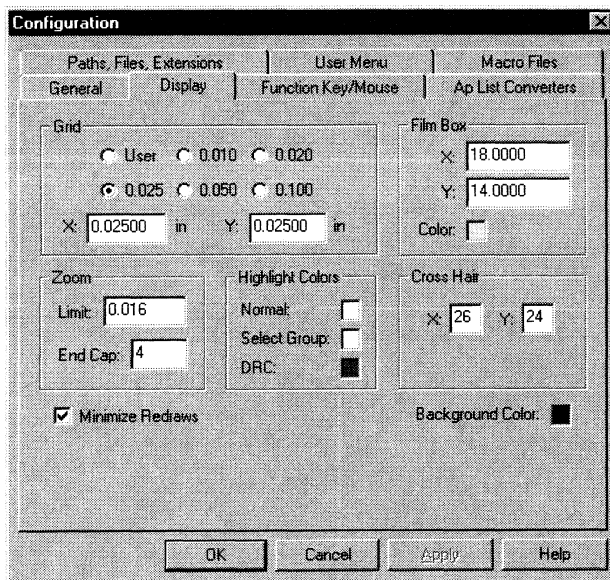 Configuration
Paths, Files, Extensions User Menu Macro Files
General Display Function Key/Mouse Ap List Converters
Grid
User 0.010 0.020
0.025 0.050 0.100
X: 0.02500 in Y: 0.02500 in
Film Box
X: 18.0000
Y: 14.0000
Color:
Zoom
Limit: 0.016
End Cap: 4
Highlight Colors
Normal:
Select Group:
DRC:
Cross Hair
X: 26 Y: 24
Minimize Redraws
Background Color:
OK Cancel Apply Help